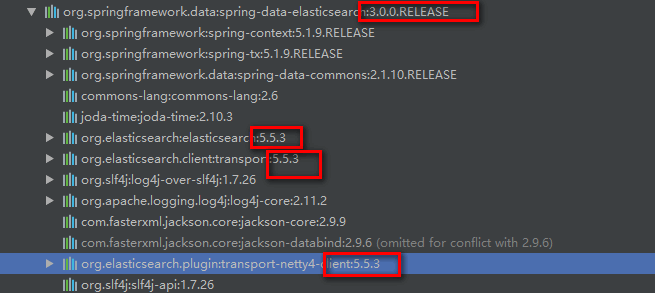 org.springframework.data:spring-data-elasticsearch:3.0.0.RELEASE
org.springframework:spring-context:5.1.9.RELEASE
org.springframework:spring-tx:5.1.9.RELEASE
org.springframework.data:spring-data-commons:2.1.10.RELEASE
commons-lang:commons-lang:2.6
joda-time:joda-time:2.10.3
org.elasticsearch:elasticsearch:5.5.3
org.elasticsearch.client:transport:5.5.3
org.slf4j:log4j-over-slf4j:1.7.26
org.apache.logging.log4j:log4j-core:2.11.2
com.fasterxml.jackson.core:jackson-core:2.9.9
com.fasterxml.jackson.core:jackson-databind:2.9.6 (omitted for conflict with 2.9.6)
org.elasticsearch.plugin:transport-netty4-client:5.5.3
org.slf4j:slf4j-api:1.7.26